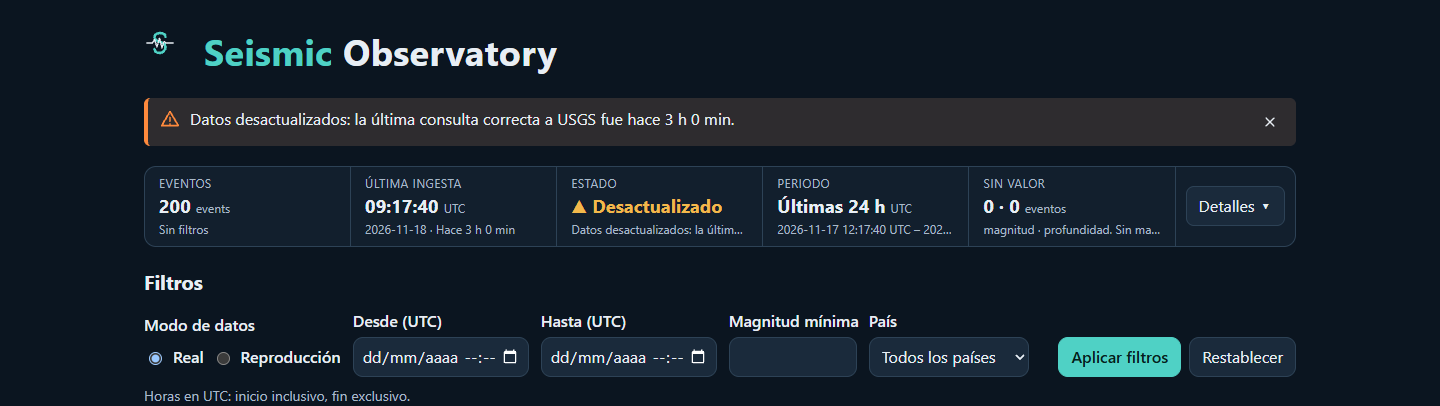 Seismic Observatory
Datos desactualizados: la última consulta correcta a USGS fue hace 3 h 0 min.
EVENTOS
200 events
Sin filtros
ÚLTIMA INGESTA
09:17:40 UTC
2026-11-18 · Hace 3 h 0 min
ESTADO
▲ Desactualizado
Datos desactualizados: la últim...
PERIODO
Últimas 24 h UTC
2026-11-17 12:17:40 UTC – 202...
SIN VALOR
0 · 0 eventos
magnitud · profundidad. Sin ma...
Detalles ▼
Filtros
Modo de datos
Real Reproducción
Desde (UTC)
dd/mm/aaaa --:--
Hasta (UTC)
dd/mm/aaaa --:--
Magnitud mínima
País
Todos los países
Aplicar filtros
Restablecer
Horas en UTC: inicio inclusivo, fin exclusivo.